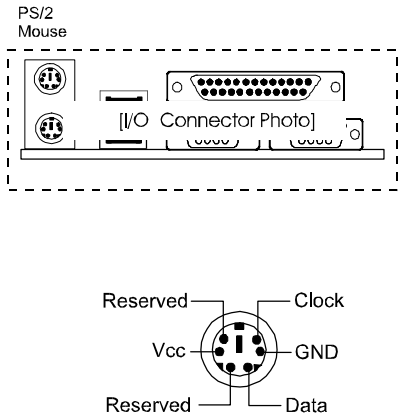 PS/2
Mouse
[I/O Connector Photo]
Reserved
Clock
Vcc
GND
Reserved
Data